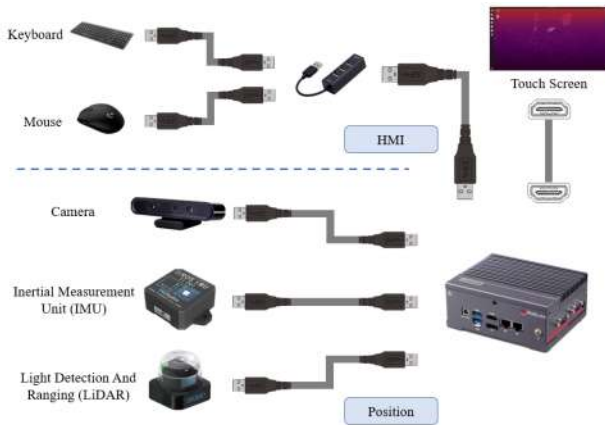 Keyboard
Mouse
HMI
Touch Screen
Camera
Inertial Measurement
Unit (IMU)
Light Detection And
Ranging (LiDAR)
Position